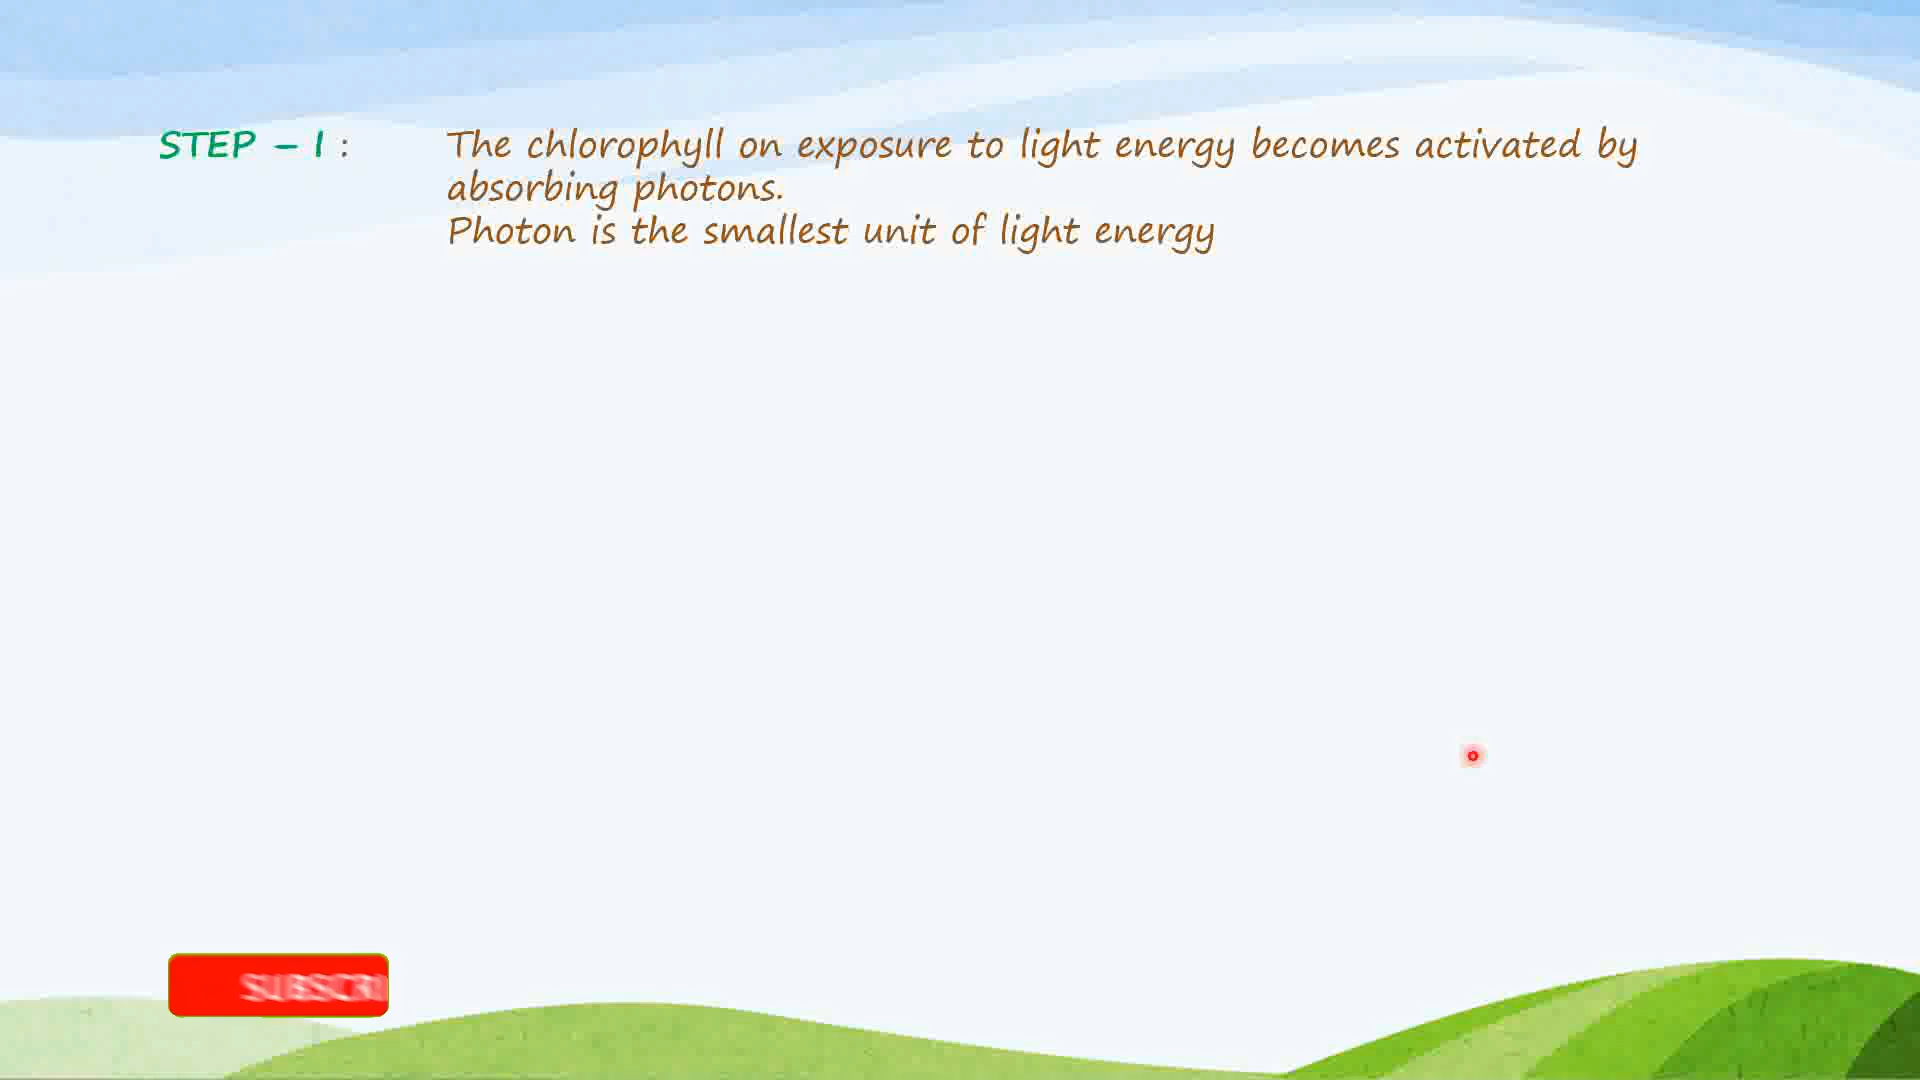 STEP – I : The chlorophyll on exposure to light energy becomes activated by
absorbing photons.
Photon is the smallest unit of light energy